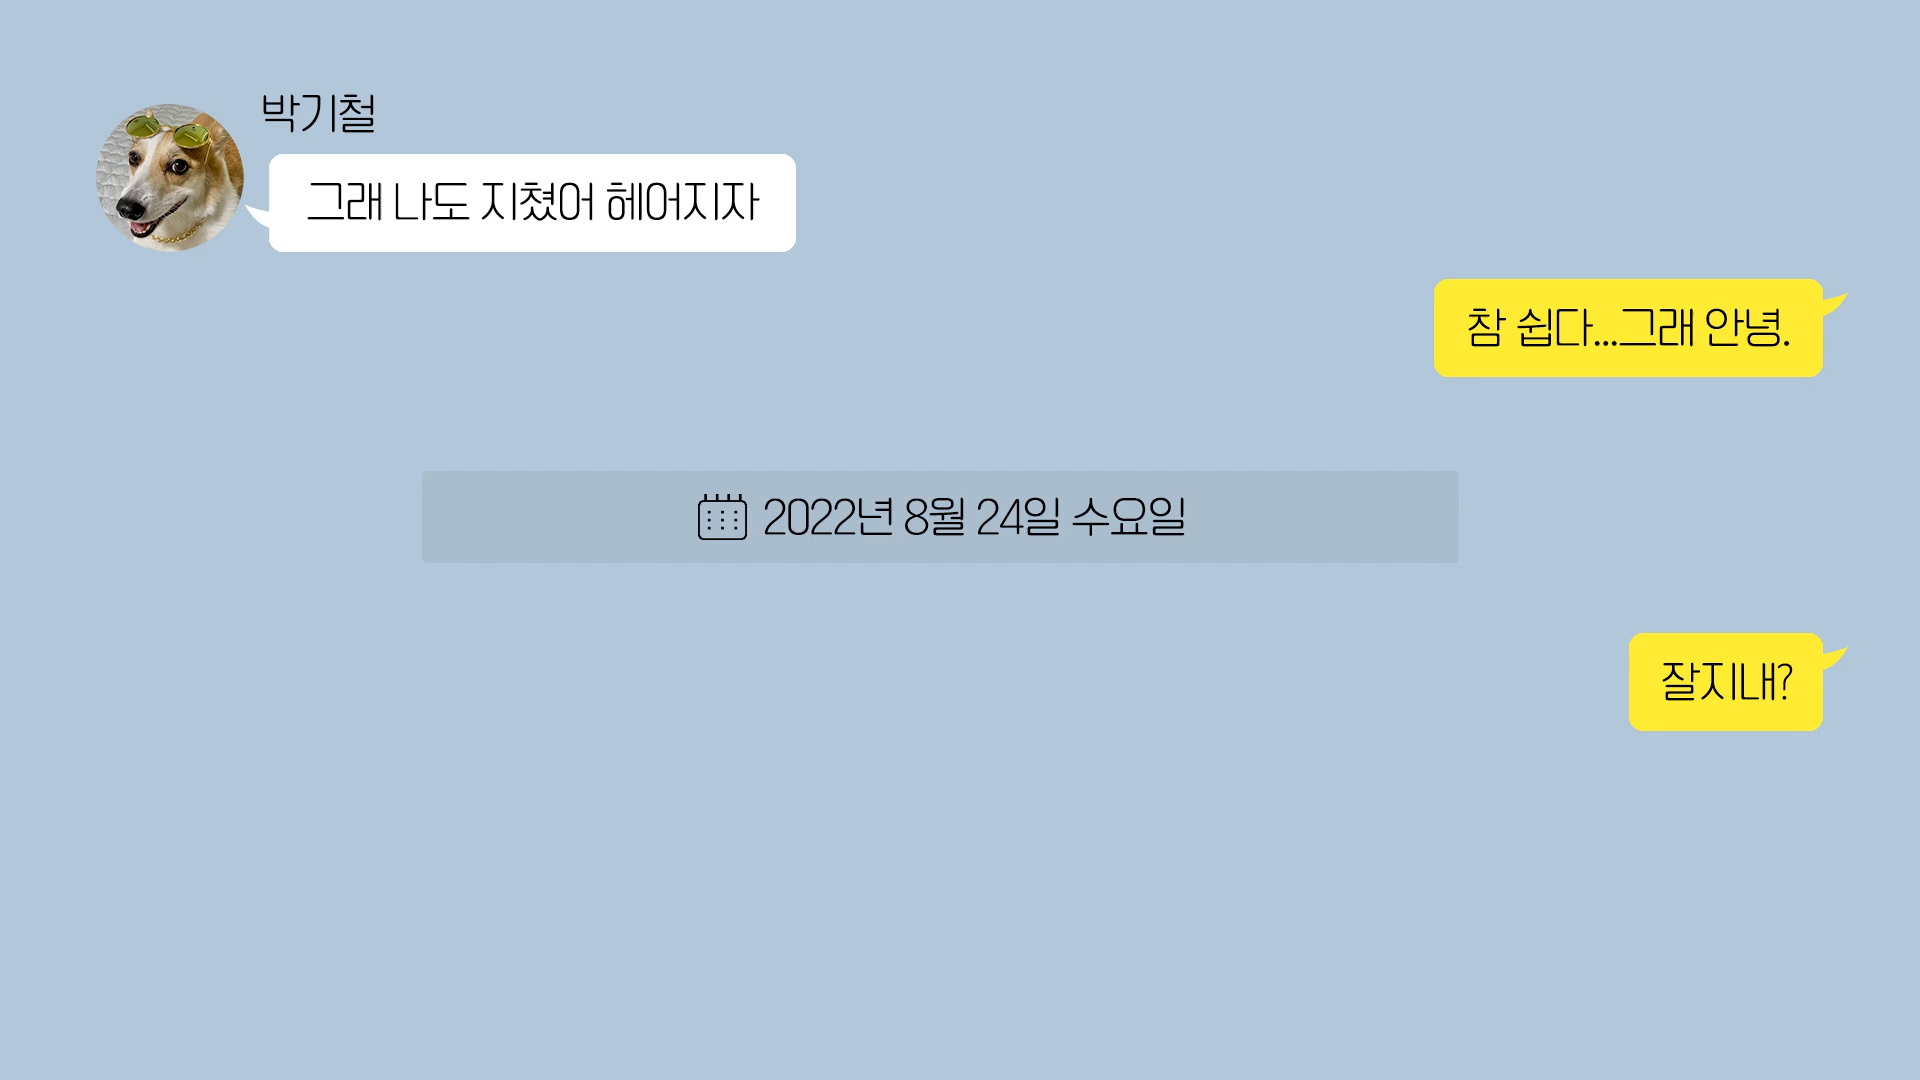 박기철
그래 나도 지쳤어 헤어지자
참 쉽다...그래 안녕.
2022년 8월 24일 수요일
잘지내?